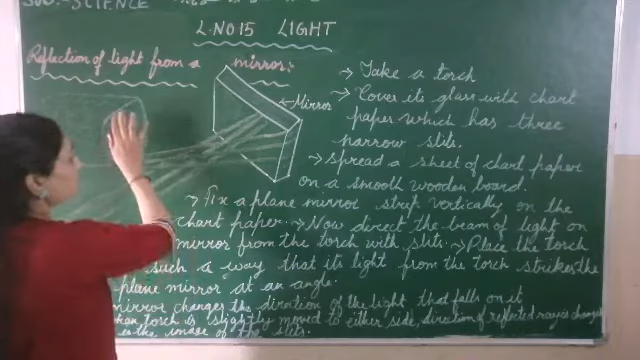 SUB:-SCIENCE
L.NO 15 LIGHT
Reflection of light from a mirror:-
Mirror
→ Take a torch
→ Cover its glass with chart
paper which has three
narrow slits.
→ Spread a sheet of chart paper
on a smooth wooden board.
→ Fix a plane mirror strip vertically on the
chart paper. → Now direct the beam of light on
mirror from the torch with slits. → Place the torch
such a way that its light from the torch strikes the
plane mirror at an angle.
mirror changes the direction of the light that falls on it
torch is slightly moved to either side, direction of reflected rays changes
is the image of the slits.